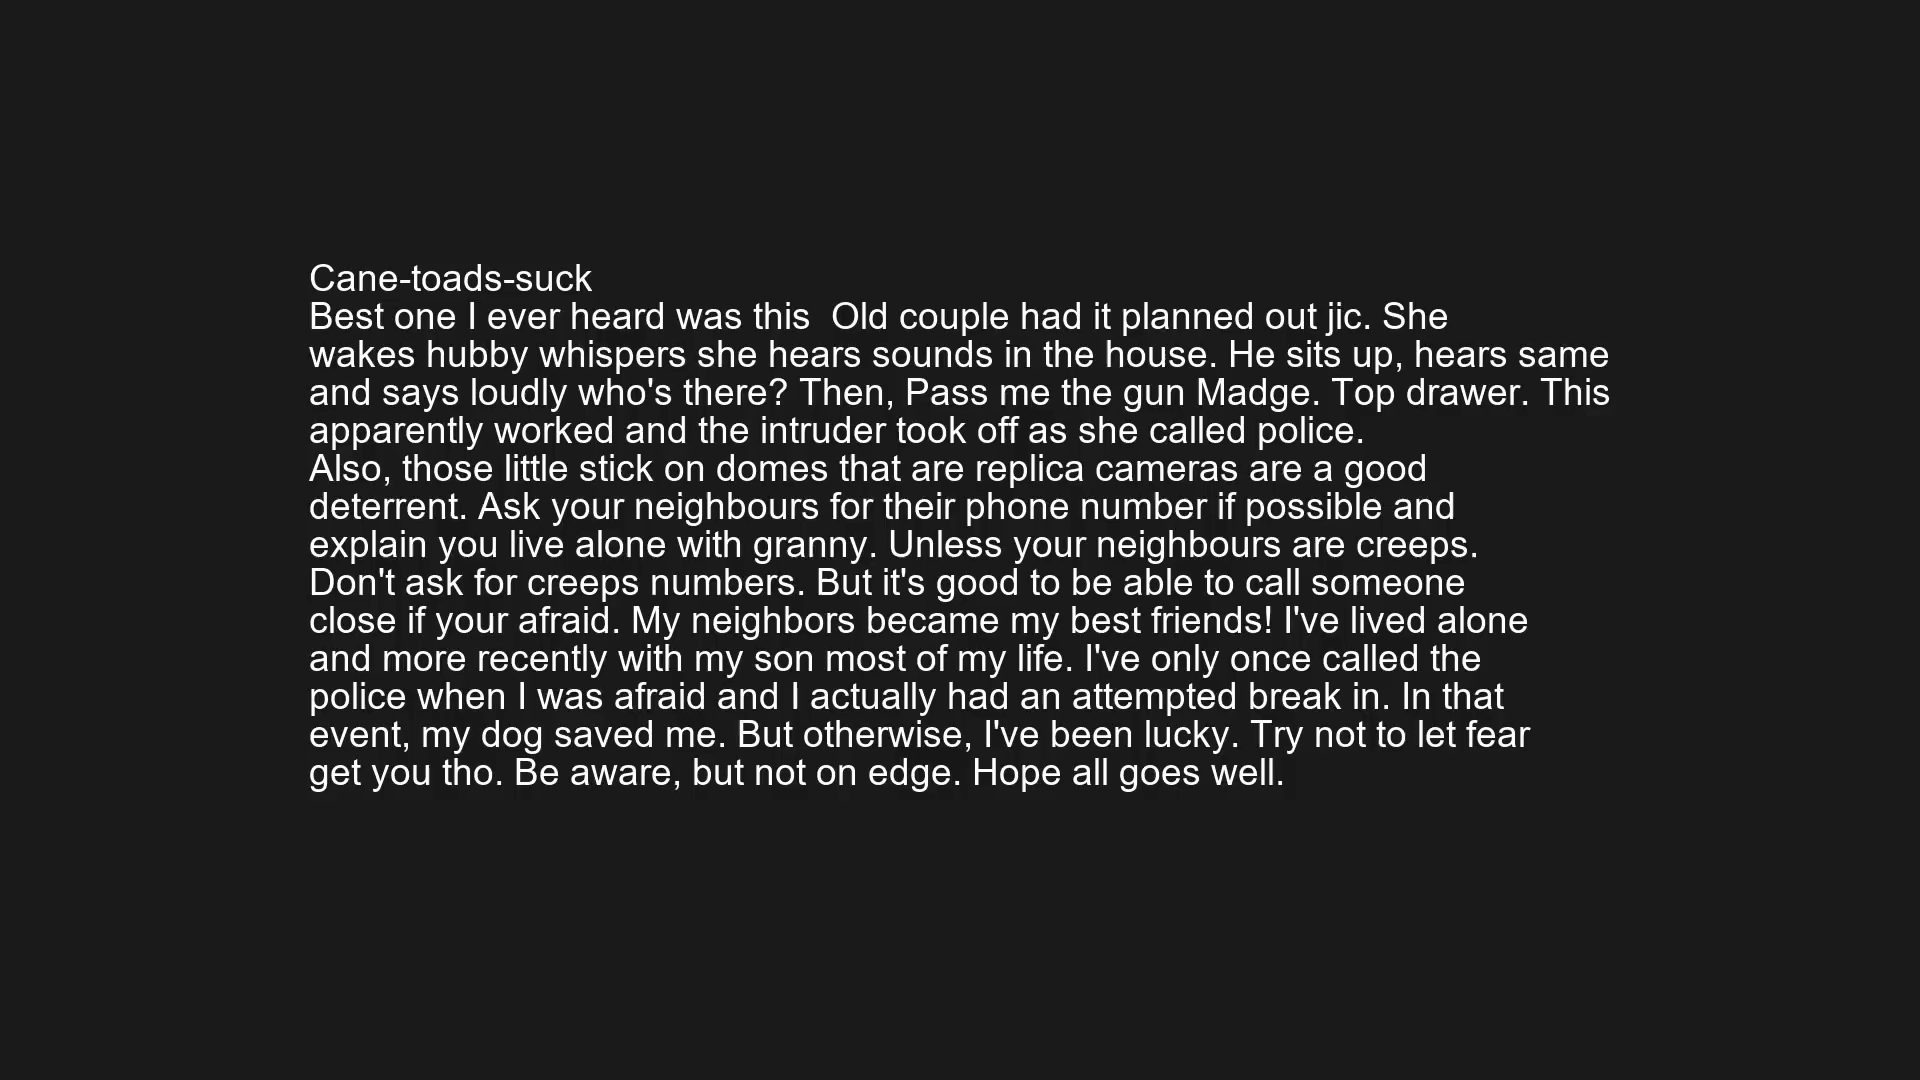 Cane-toads-suck
Best one I ever heard was this  Old couple had it planned out jic. She
wakes hubby whispers she hears sounds in the house. He sits up, hears same
and says loudly who's there? Then, Pass me the gun Madge. Top drawer. This
apparently worked and the intruder took off as she called police.
Also, those little stick on domes that are replica cameras are a good
deterrent. Ask your neighbours for their phone number if possible and
explain you live alone with granny. Unless your neighbours are creeps.
Don't ask for creeps numbers. But it's good to be able to call someone
close if your afraid. My neighbors became my best friends! I've lived alone
and more recently with my son most of my life. I've only once called the
police when I was afraid and I actually had an attempted break in. In that
event, my dog saved me. But otherwise, I've been lucky. Try not to let fear
get you tho. Be aware, but not on edge. Hope all goes well.